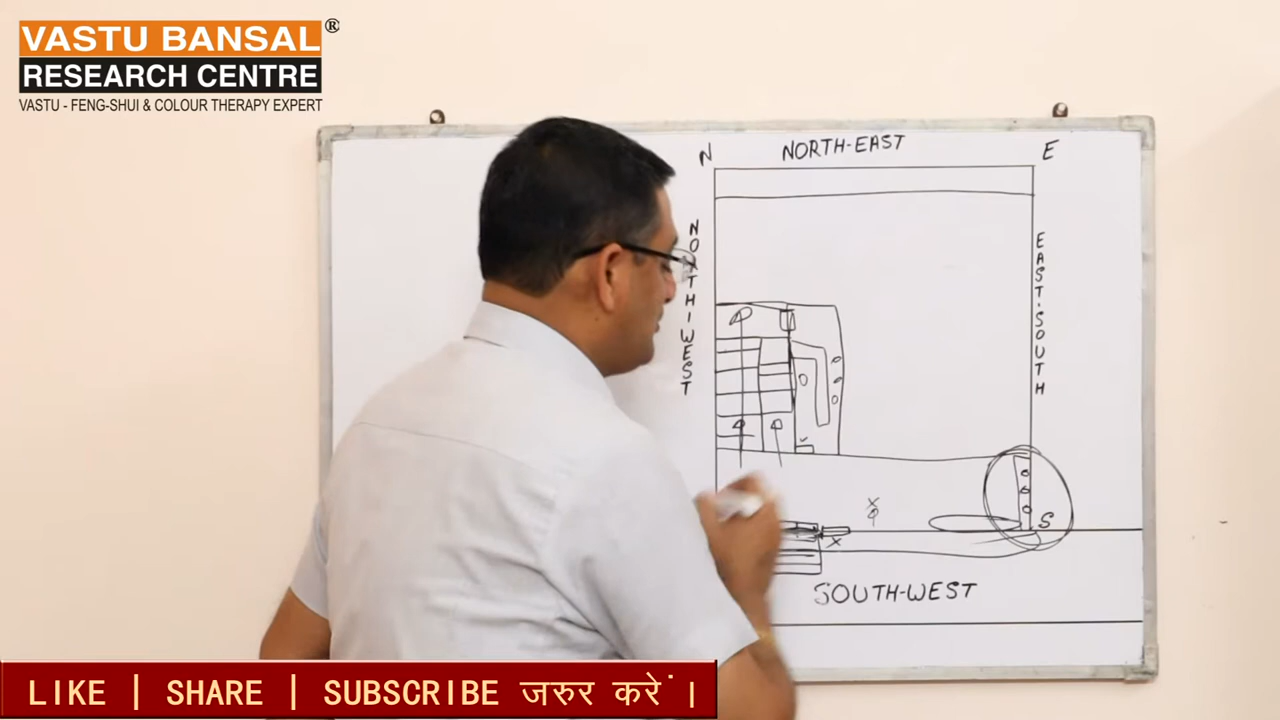 VASTU BANSAL®
RESEARCH CENTRE
VASTU - FENG-SHUI & COLOUR THERAPY EXPERT
N
NORTH-EAST
E
NORTH-WEST
EAST-SOUTH
S
SOUTH-WEST
LIKE | SHARE | SUBSCRIBE जरुर करें ।